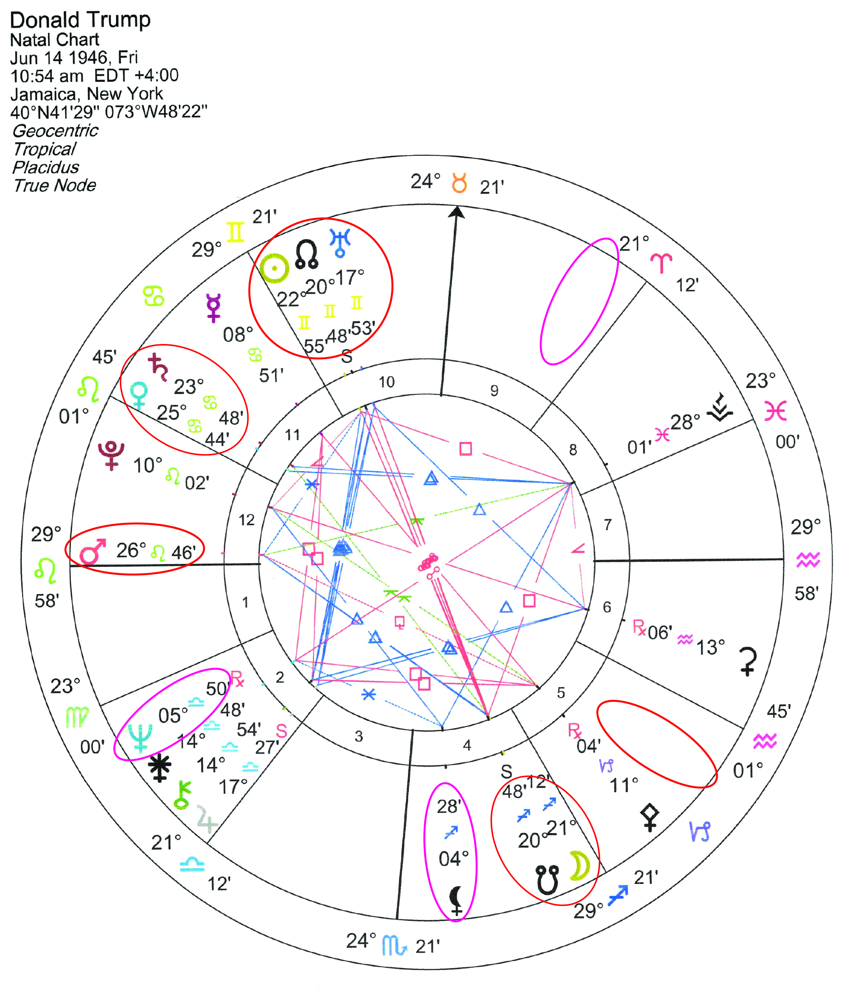 Donald Trump
Natal Chart
Jun 14 1946, Fri
10:54 am EDT +4:00
Jamaica, New York
40°N41'29" 073°W48'22"
Geocentric
Tropical
Placidus
True Node
24° ♉ 21'
21° ♈ 12'
23° ♓ 00'
29° ♒ 58'
45' ♒ 01°
♑
21' ♐ 29°
24° ♏ 21'
21° ♎ 12'
23° ♍ 00'
29° ♌ 58'
45' ♌ 01°
♋
29° ♊ 21'
☉ 22° ♊ 55'
☊ 20° ♊ 48' S
♅ 17° ♊ 53'
☿ 08° ♋ 51'
♄ 23° ♋ 48'
♀ 25° ♋ 44'
♇ 10° ♌ 02'
♂ 26° ♌ 46'
♆ 05° ♎ 50' ℞
14° ♎ 48'
14° ♎ 54'
♃ 17° ♎ 27' S
28' ♐ 04°
S 48' ♐ 20° ☋
12' ♐ 21° ☽
℞ 04' ♑ 11°
℞ 06' ♒ 13°
01' ♓ 28°
1
2
3
4
5
6
7
8
9
10
11
12